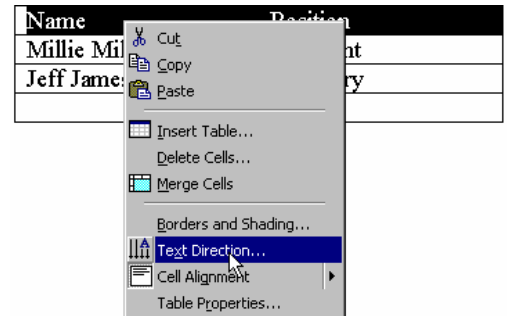 Name Position
Millie
Jeff James
Cut
Copy
Paste
Insert Table...
Delete Cells...
Merge Cells
Borders and Shading...
Text Direction...
Cell Alignment
Table Properties...